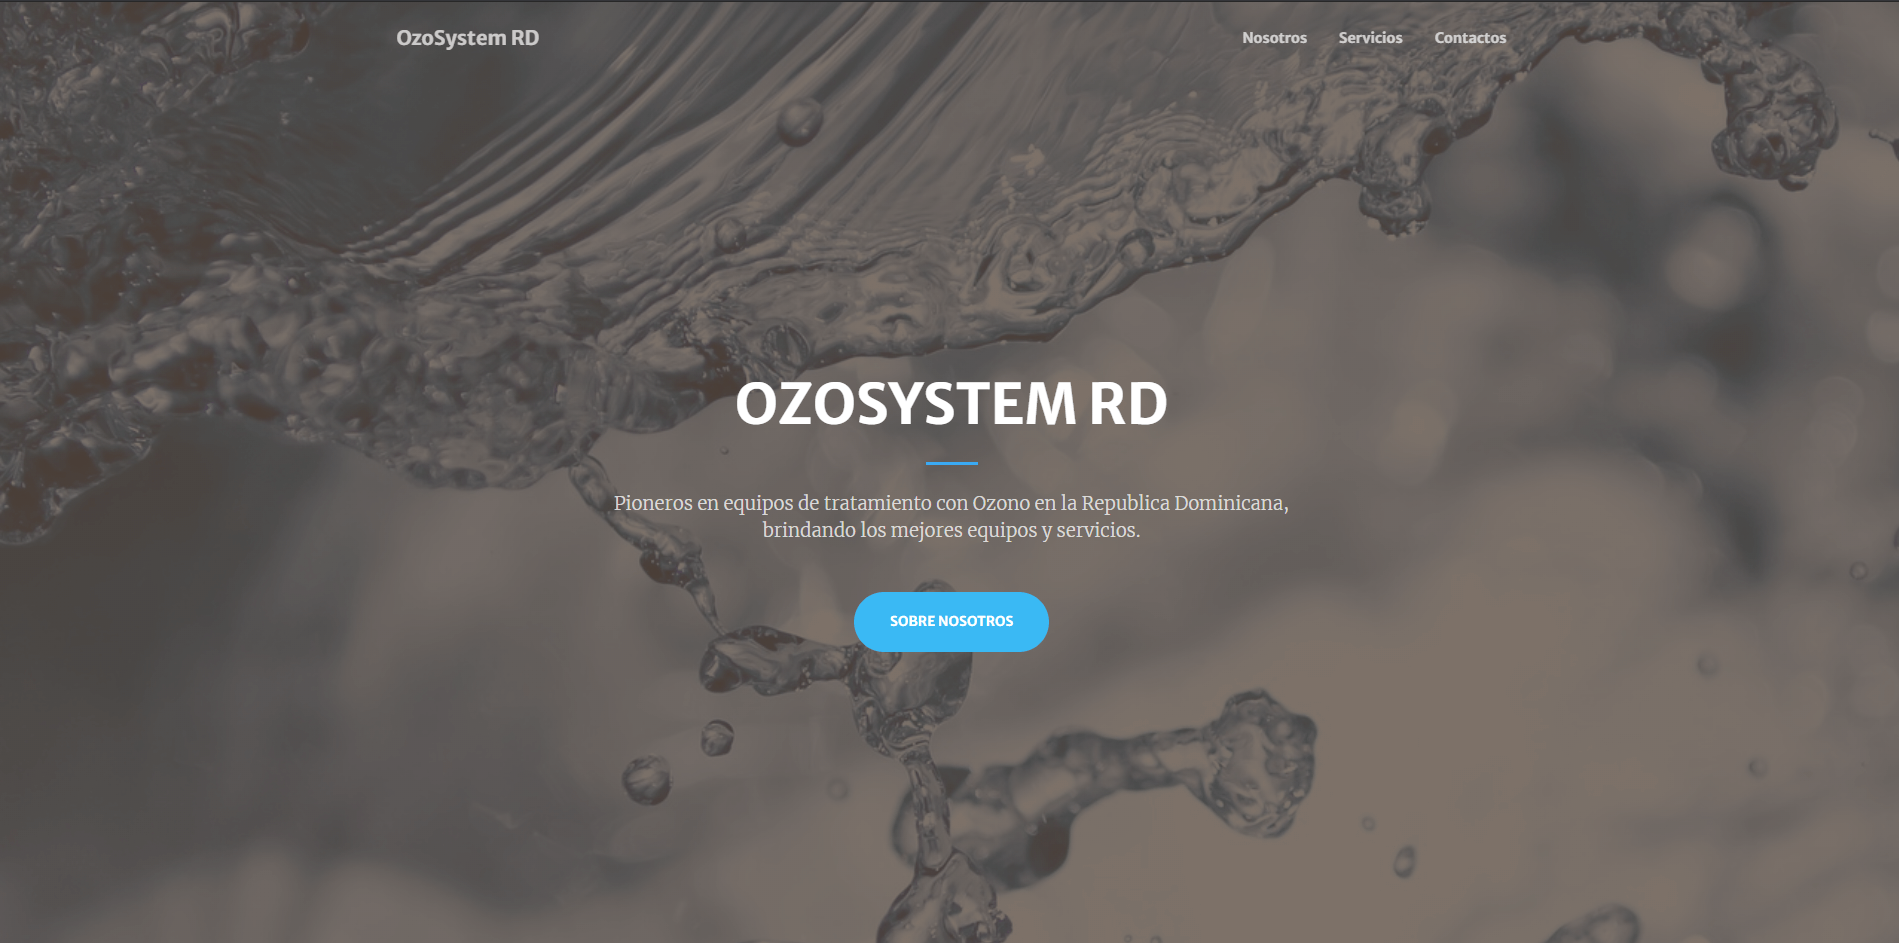 OzoSystem RD
Nosotros Servicios Contactos
OZOSYSTEM RD
Pioneros en equipos de tratamiento con Ozono en la Republica Dominicana,
brindando los mejores equipos y servicios.
SOBRE NOSOTROS